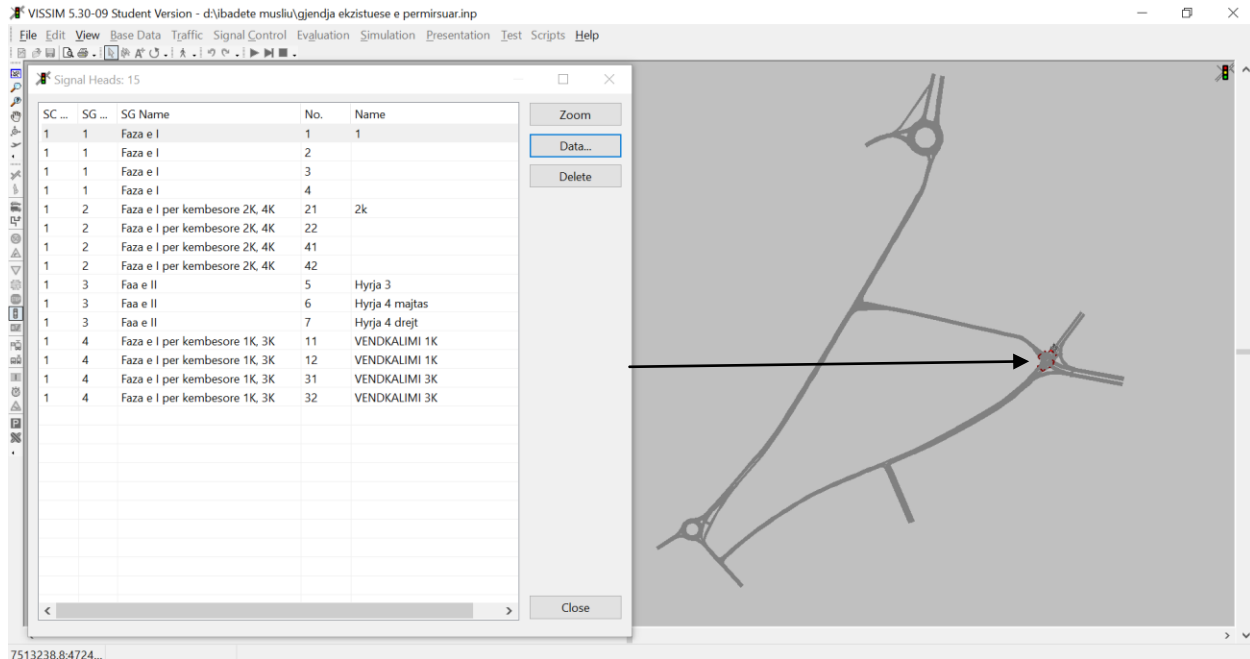 VISSIM 5.30-09 Student Version - d:\ibadete musliu\gjendja ekzistuese e permirsuar.inp
File Edit View Base Data Traffic Signal Control Evaluation Simulation Presentation Test Scripts Help
Signal Heads: 15
SC ... SG ... SG Name No. Name
1 1 Faza e I 1 1
1 1 Faza e I 2
1 1 Faza e I 3
1 1 Faza e I 4
1 2 Faza e I per kembesore 2K, 4K 21 2k
1 2 Faza e I per kembesore 2K, 4K 22
1 2 Faza e I per kembesore 2K, 4K 41
1 2 Faza e I per kembesore 2K, 4K 42
1 3 Faa e II 5 Hyrja 3
1 3 Faa e II 6 Hyrja 4 majtas
1 3 Faa e II 7 Hyrja 4 drejt
1 4 Faza e I per kembesore 1K, 3K 11 VENDKALIMI 1K
1 4 Faza e I per kembesore 1K, 3K 12 VENDKALIMI 1K
1 4 Faza e I per kembesore 1K, 3K 31 VENDKALIMI 3K
1 4 Faza e I per kembesore 1K, 3K 32 VENDKALIMI 3K
Zoom
Data...
Delete
Close
7513238.8:4724...